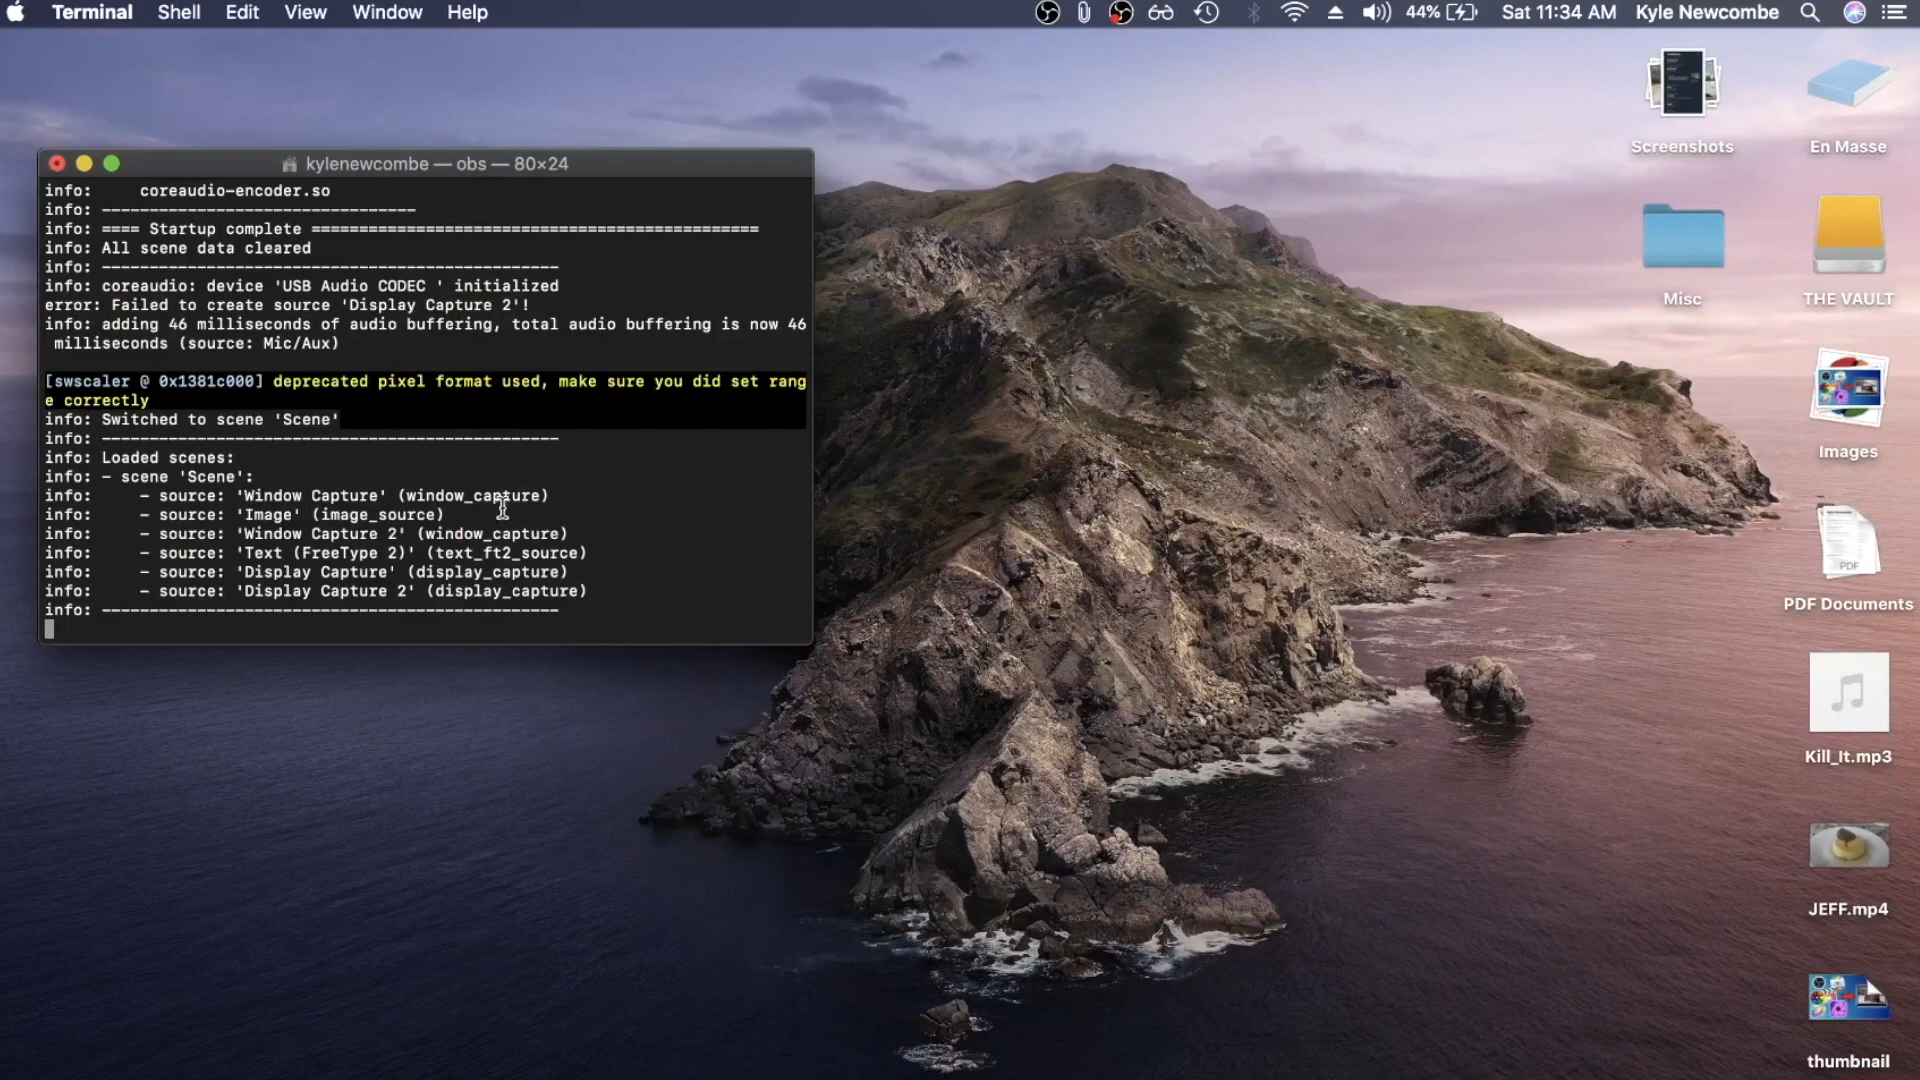 Terminal Shell Edit View Window Help 44% Sat 11:34 AM Kyle Newcombe
kylenewcombe — obs — 80×24
info:     coreaudio-encoder.so
info: ---------------------------------
info: ==== Startup complete ===============================================
info: All scene data cleared
info: ------------------------------------------------
info: coreaudio: device 'USB Audio CODEC ' initialized
error: Failed to create source 'Display Capture 2'!
info: adding 46 milliseconds of audio buffering, total audio buffering is now 46
 milliseconds (source: Mic/Aux)
[swscaler @ 0x1381c000] deprecated pixel format used, make sure you did set rang
e correctly
info: Switched to scene 'Scene'
info: ------------------------------------------------
info: Loaded scenes:
info: - scene 'Scene':
info:     - source: 'Window Capture' (window_capture)
info:     - source: 'Image' (image_source)
info:     - source: 'Window Capture 2' (window_capture)
info:     - source: 'Text (FreeType 2)' (text_ft2_source)
info:     - source: 'Display Capture' (display_capture)
info:     - source: 'Display Capture 2' (display_capture)
info: ------------------------------------------------
Screenshots
En Masse
Misc
THE VAULT
Images
PDF
PDF Documents
Kill_It.mp3
JEFF.mp4
thumbnail